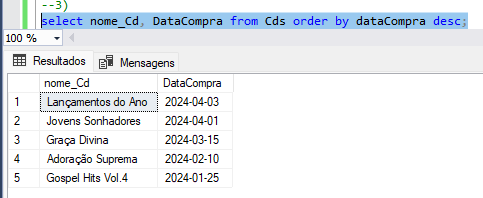 --3)
select nome_Cd, DataCompra from Cds order by dataCompra desc;
100 %
Resultados Mensagens
nome_Cd DataCompra
1 Lançamentos do Ano 2024-04-03
2 Jovens Sonhadores 2024-04-01
3 Graça Divina 2024-03-15
4 Adoração Suprema 2024-02-10
5 Gospel Hits Vol.4 2024-01-25